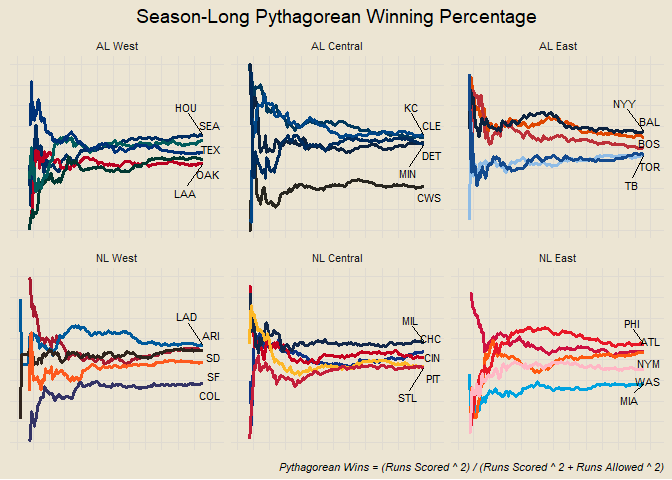 Season-Long Pythagorean Winning Percentage
AL West
AL Central
AL East
HOU
SEA
TEX
OAK
LAA
KC
CLE
DET
MIN
CWS
NYY
BAL
BOS
TOR
TB
NL West
NL Central
NL East
LAD
ARI
SD
SF
COL
MIL
CHC
CIN
PIT
STL
PHI
ATL
NYM
WAS
MIA
Pythagorean Wins = (Runs Scored ^ 2) / (Runs Scored ^ 2 + Runs Allowed ^ 2)